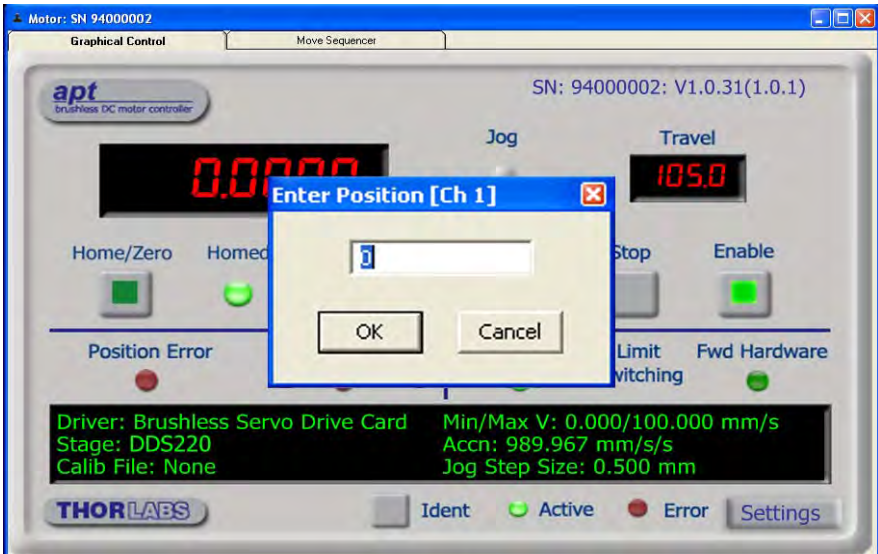 Motor: SN 94000002
Graphical Control
Move Sequencer
apt
brushless DC motor controller
SN: 94000002: V1.0.31(1.0.1)
Jog
Travel
105.0
Enter Position [Ch 1]
0
OK
Cancel
Home/Zero
Homed
Stop
Enable
Position Error
Limit
Fwd Hardware
Driver: Brushless Servo Drive Card
Stage: DDS220
Calib File: None
Min/Max V: 0.000/100.000 mm/s
Accn: 989.967 mm/s/s
Jog Step Size: 0.500 mm
THORLABS
Ident
Active
Error
Settings